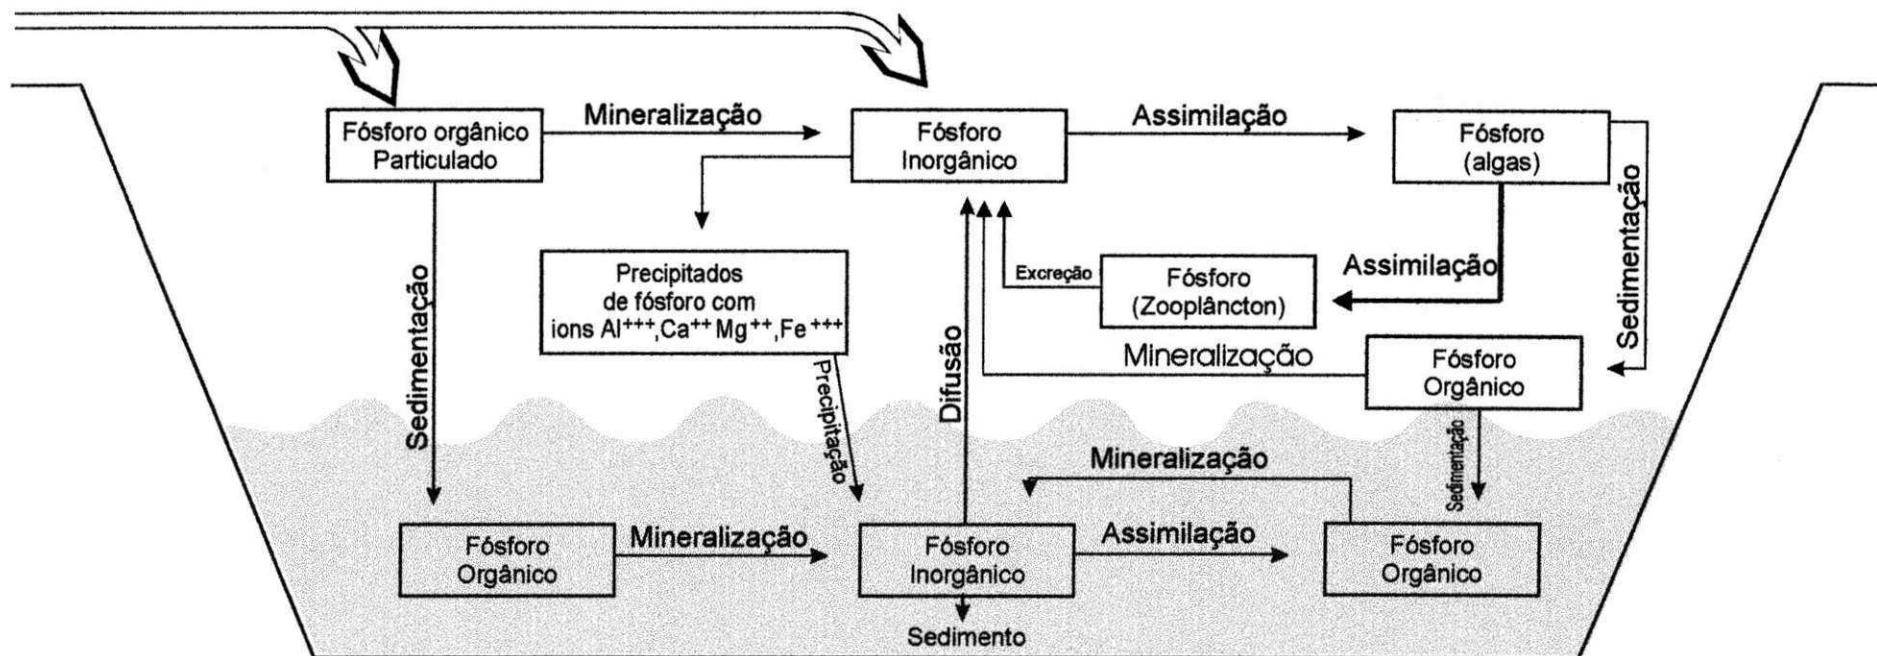 Mineralização
Assimilação
Fósforo orgânico
Particulado
Fósforo
Inorgânico
Fósforo
(algas)
Sedimentação
Precipitados
de fósforo com
ions Al+++,Ca++ Mg++,Fe+++
Excreção
Fósforo
(Zooplâncton)
Assimilação
Sedimentação
Precipitação
Difusão
Mineralização
Fósforo
Orgânico
Sedimentação
Mineralização
Fósforo
Orgânico
Mineralização
Fósforo
Inorgânico
Assimilação
Fósforo
Orgânico
Sedimento